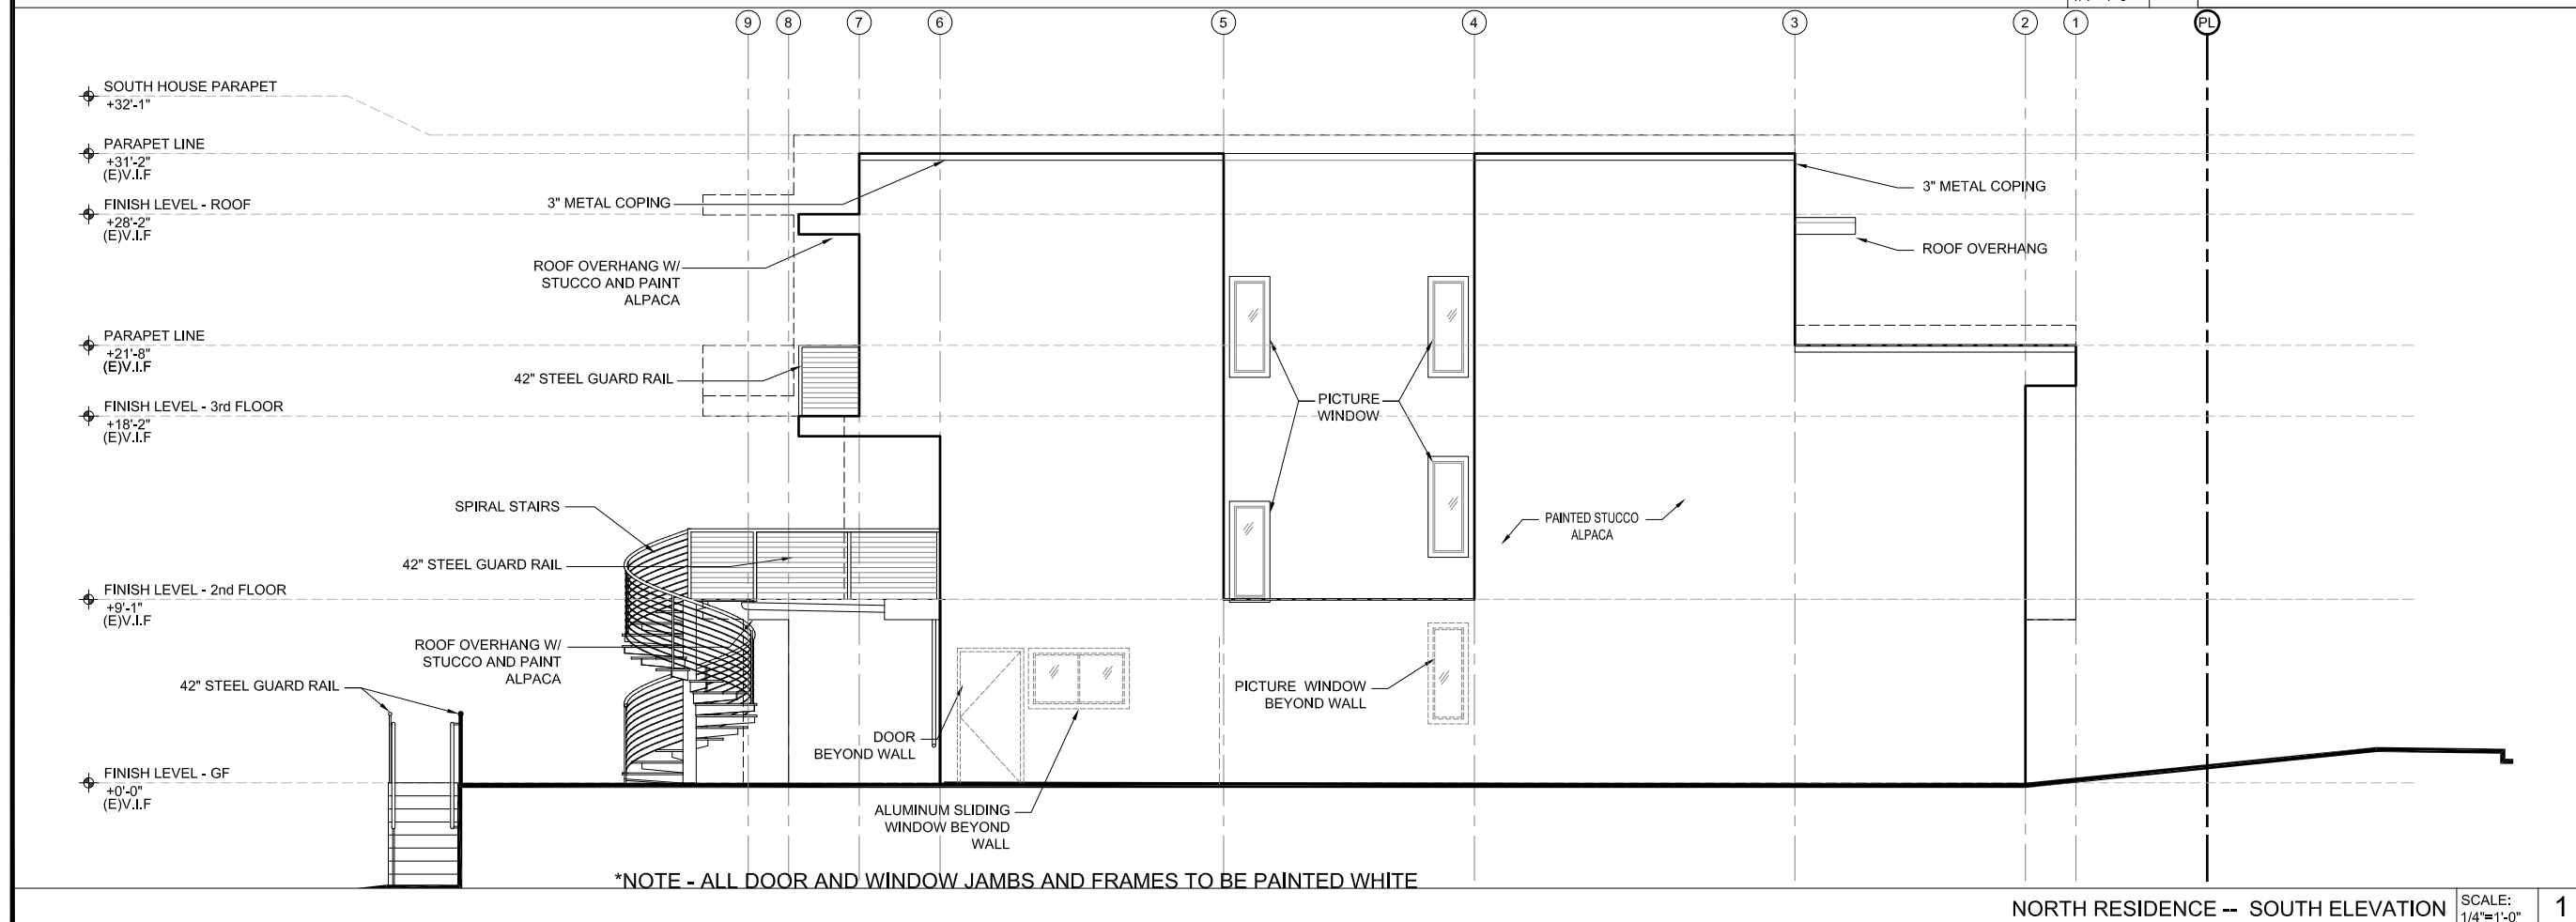 9
8
7
6
5
4
3
2
1
PL
SOUTH HOUSE PARAPET
+32'-1"
PARAPET LINE
+31'-2"
(E)V.I.F
FINISH LEVEL - ROOF
+28'-2"
(E)V.I.F
PARAPET LINE
+21'-8"
(E)V.I.F
FINISH LEVEL - 3rd FLOOR
+18'-2"
(E)V.I.F
FINISH LEVEL - 2nd FLOOR
+9'-1"
(E)V.I.F
FINISH LEVEL - GF
+0'-0"
(E)V.I.F
3" METAL COPING
ROOF OVERHANG W/
STUCCO AND PAINT
ALPACA
42" STEEL GUARD RAIL
SPIRAL STAIRS
42" STEEL GUARD RAIL
ROOF OVERHANG W/
STUCCO AND PAINT
ALPACA
42" STEEL GUARD RAIL
DOOR
BEYOND WALL
ALUMINUM SLIDING
WINDOW BEYOND
WALL
PICTURE
WINDOW
PICTURE WINDOW
BEYOND WALL
PAINTED STUCCO
ALPACA
3" METAL COPING
ROOF OVERHANG
*NOTE - ALL DOOR AND WINDOW JAMBS AND FRAMES TO BE PAINTED WHITE
NORTH RESIDENCE -- SOUTH ELEVATION
SCALE:
1/4"=1'-0"
1